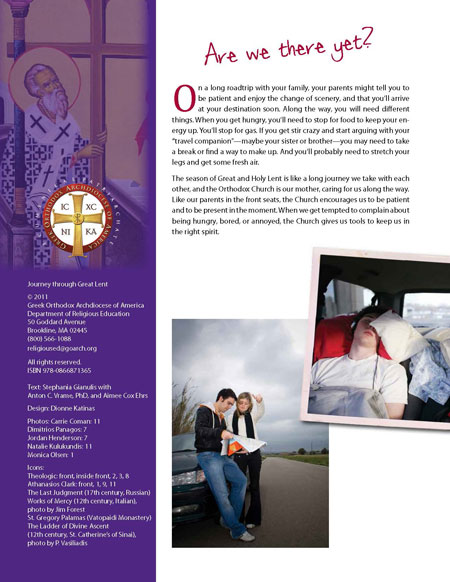 Are we there yet?
On a long roadtrip with your family, your parents might tell you to
be patient and enjoy the change of scenery, and that you'll arrive
at your destination soon. Along the way, you will need different
things. When you get hungry, you'll need to stop for food to keep your en-
ergy up. You'll stop for gas. If you get stir crazy and start arguing with your
“travel companion”—maybe your sister or brother—you may need to take
a break or find a way to make up. And you'll probably need to stretch your
legs and get some fresh air.
The season of Great and Holy Lent is like a long journey we take with each
other, and the Orthodox Church is our mother, caring for us along the way.
Like our parents in the front seats, the Church encourages us to be patient
and to be present in the moment. When we get tempted to complain about
being hungry, bored, or annoyed, the Church gives us tools to keep us in
the right spirit.
ECUMENICAL PATRIARCHATE
GREEK ORTHODOX ARCHDIOCESE OF AMERICA
IC XC
NI KA
Journey through Great Lent
© 2011
Greek Orthodox Archdiocese of America
Department of Religious Education
50 Goddard Avenue
Brookline, MA 02445
(800) 566-1088
religioused@goarch.org
All rights reserved.
ISBN 978-0866871365
Text: Stephania Gianulis with
Anton C. Vrame, PhD, and Aimee Cox Ehrs
Design: Dionne Katinas
Photos: Carrie Coman: 11
Dimitrios Panagos: 7
Jordan Henderson: 7
Natalie Kulukundis: 11
Monica Olsen: 1
Icons:
Theologic: front, inside front, 2, 3, 8
Athanasios Clark: front, 1, 9, 11
The Last Judgment (17th century, Russian)
Works of Mercy (12th century, Italian),
photo by Jim Forest
St. Gregory Palamas (Vatopaidi Monastery)
The Ladder of Divine Ascent
(12th century, St. Catherine's of Sinai),
photo by P. Vasiliadis